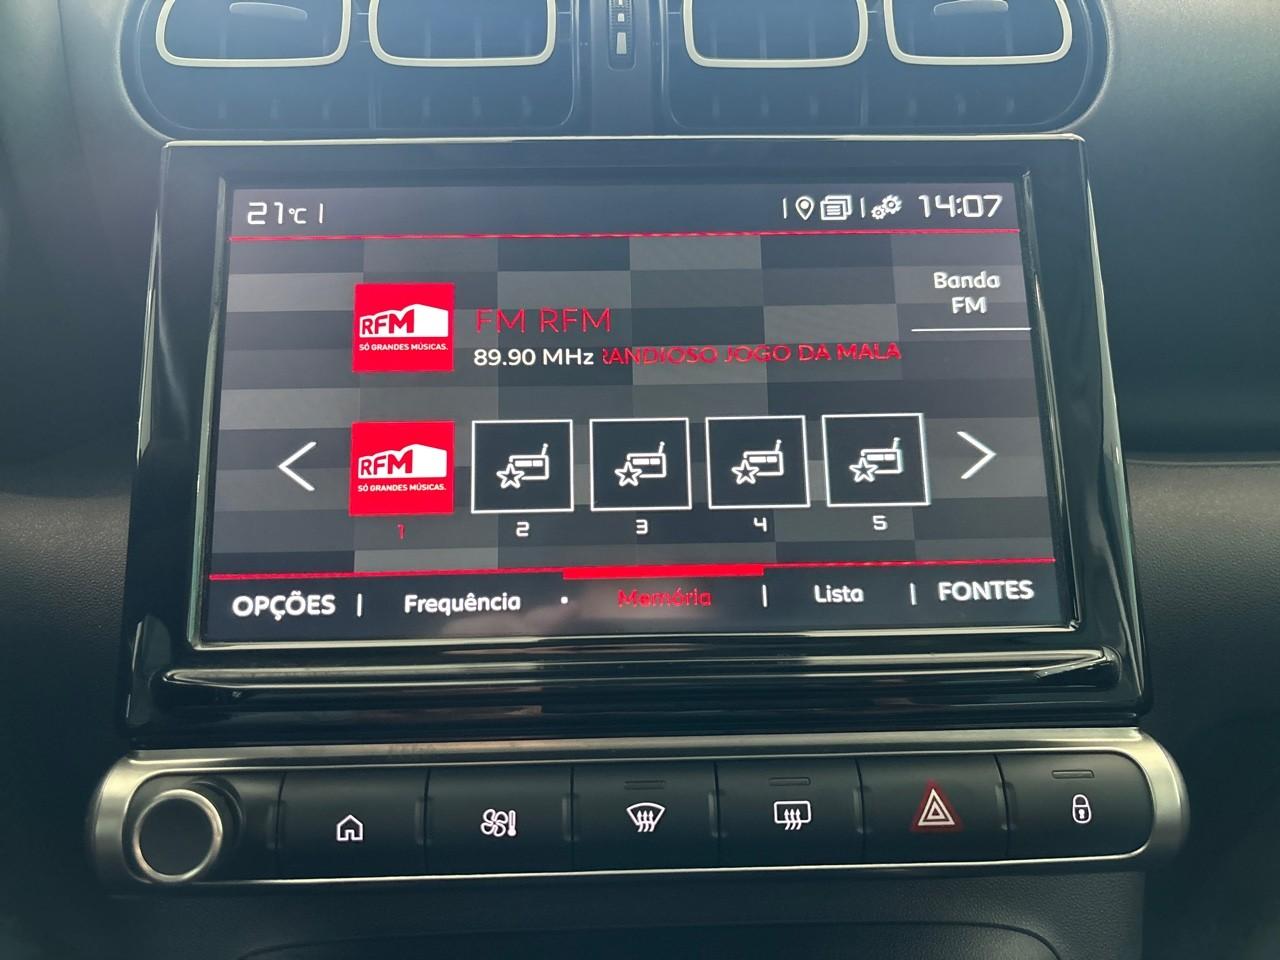 21°C
14:07
Banda
FM
RFM
SÓ GRANDES MÚSICAS.
FM RFM
89.90 MHz RANDIOSO JOGO DA MALA
RFM
SÓ GRANDES MÚSICAS.
1 2 3 4 5
OPÇÕES | Frequência • Memória | Lista | FONTES